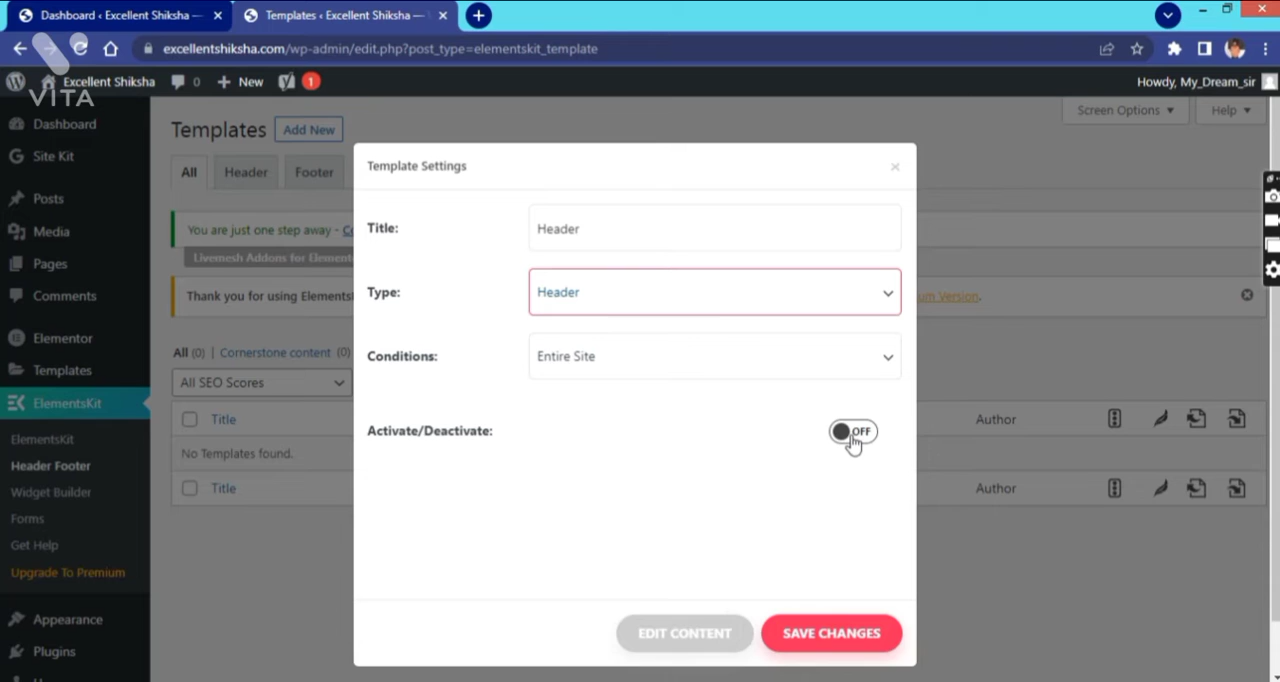 Dashboard ‹ Excellent Shiksha —
Templates ‹ Excellent Shiksha —
excellentshiksha.com/wp-admin/edit.php?post_type=elementskit_template
Excellent Shiksha
0
New
1
Howdy, My_Dream_sir
VITA
Dashboard
Site Kit
Posts
Media
Pages
Comments
Elementor
Templates
ElementsKit
ElementsKit
Header Footer
Widget Builder
Forms
Get Help
Upgrade To Premium
Appearance
Plugins
Templates
Add New
Screen Options
Help
All
Header
Footer
You are just one step away -
Livemesh Addons for
Thank you for using
Version.
All (0) | Cornerstone content (0)
All SEO Scores
Title
Author
No Templates found.
Title
Author
Template Settings
Title:
Header
Type:
Header
Conditions:
Entire Site
Activate/Deactivate:
OFF
EDIT CONTENT
SAVE CHANGES